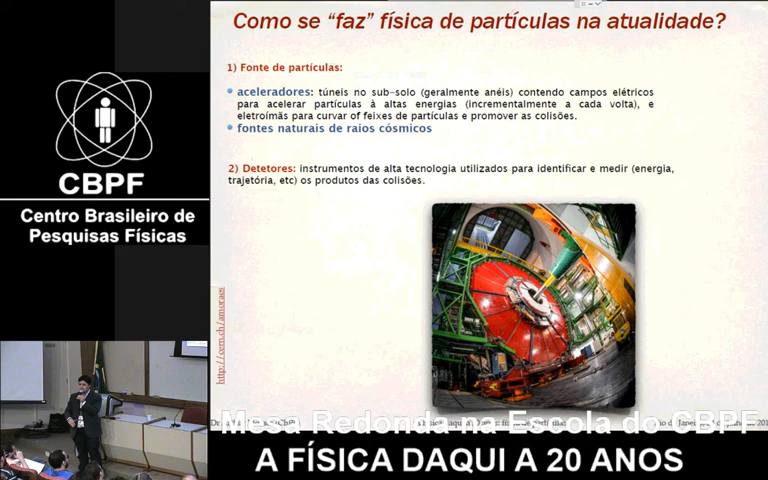 Como se “faz” física de partículas na atualidade?
1) Fonte de partículas:
aceleradores: túneis no sub-solo (geralmente anéis) contendo campos elétricos
para acelerar partículas à altas energias (incrementalmente a cada volta), e
eletroímãs para curvar of feixes de partículas e promover as colisões.
fontes naturais de raios cósmicos
2) Detetores: instrumentos de alta tecnologia utilizados para identificar e medir (energia,
trajetória, etc) os produtos das colisões.
http://cern.ch/amoraes
CBPF
Centro Brasileiro de
Pesquisas Físicas
Mesa Redonda na Escola do CBPF
A FÍSICA DAQUI A 20 ANOS